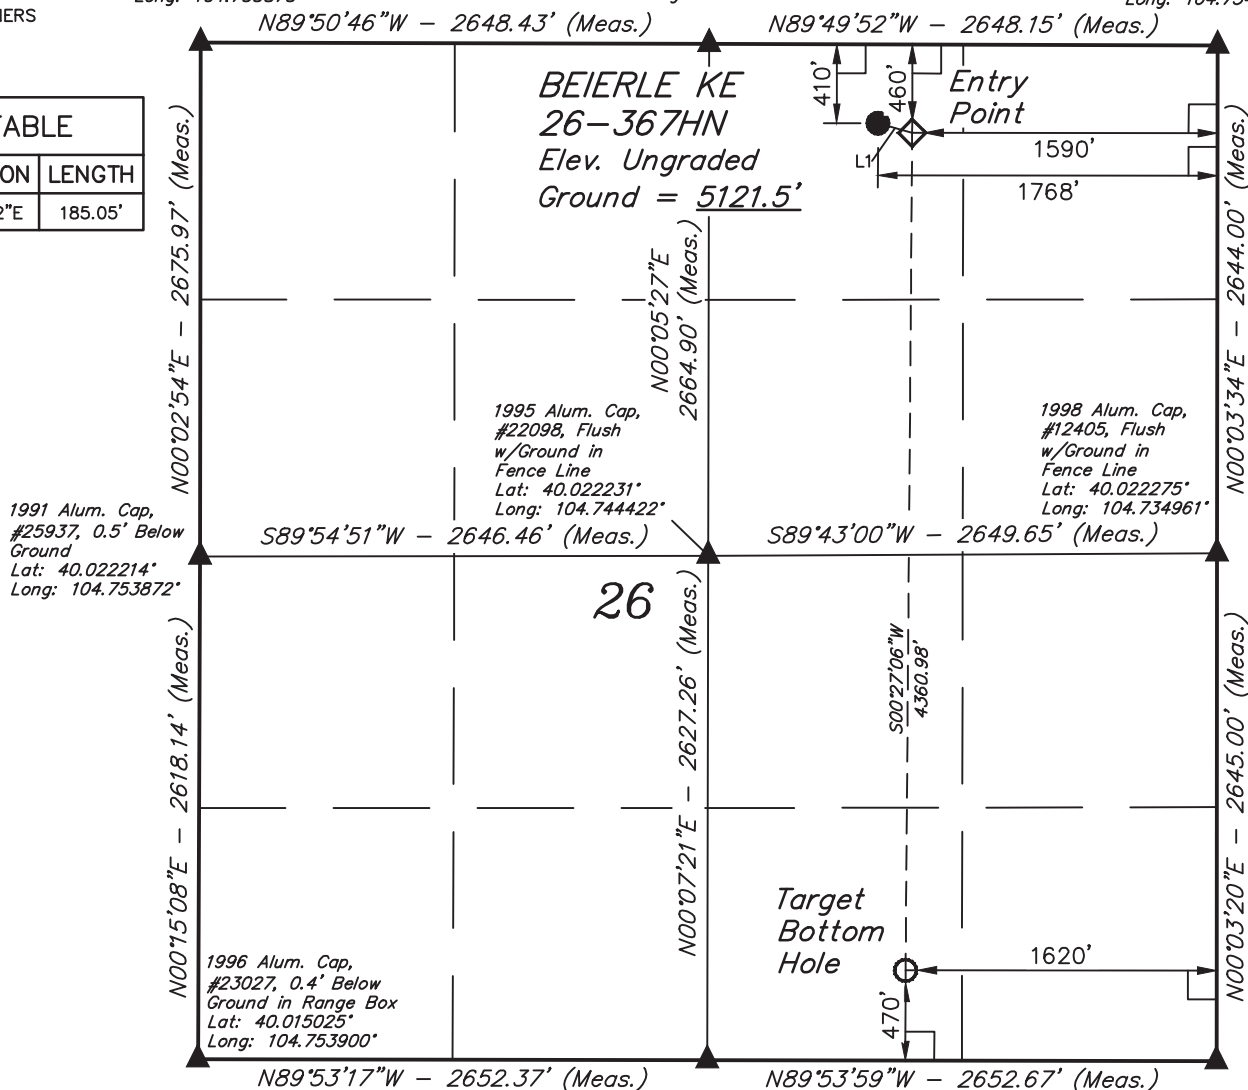 N89°50'46"W - 2648.43' (Meas.)
N89°49'52"W - 2648.15' (Meas.)
TABLE
LENGTH
2"E 185.05'
BEIERLE KE
26-367HN
Elev. Ungraded
Ground = 5121.5'
410'
460'
Entry
Point
L1
1590'
1768'
N00°02'54"E - 2675.97' (Meas.)
N00°05'27"E
2664.90' (Meas.)
N00°03'34"E - 2644.00' (Meas.)
1995 Alum. Cap,
#22098, Flush
w/Ground in
Fence Line
Lat: 40.022231°
Long: 104.744422°
1998 Alum. Cap,
#12405, Flush
w/Ground in
Fence Line
Lat: 40.022275°
Long: 104.734961°
1991 Alum. Cap,
#25937, 0.5' Below
Ground
Lat: 40.022214°
Long: 104.753872°
S89°54'51"W - 2646.46' (Meas.)
S89°43'00"W - 2649.65' (Meas.)
26
N00°15'08"E - 2618.14' (Meas.)
N00°07'21"E - 2627.26' (Meas.)
S00°27'06"W
4360.98'
N00°03'20"E - 2645.00' (Meas.)
Target
Bottom
Hole
1620'
470'
1996 Alum. Cap,
#23027, 0.4' Below
Ground in Range Box
Lat: 40.015025°
Long: 104.753900°
N89°53'17"W - 2652.37' (Meas.)
N89°53'59"W - 2652.67' (Meas.)